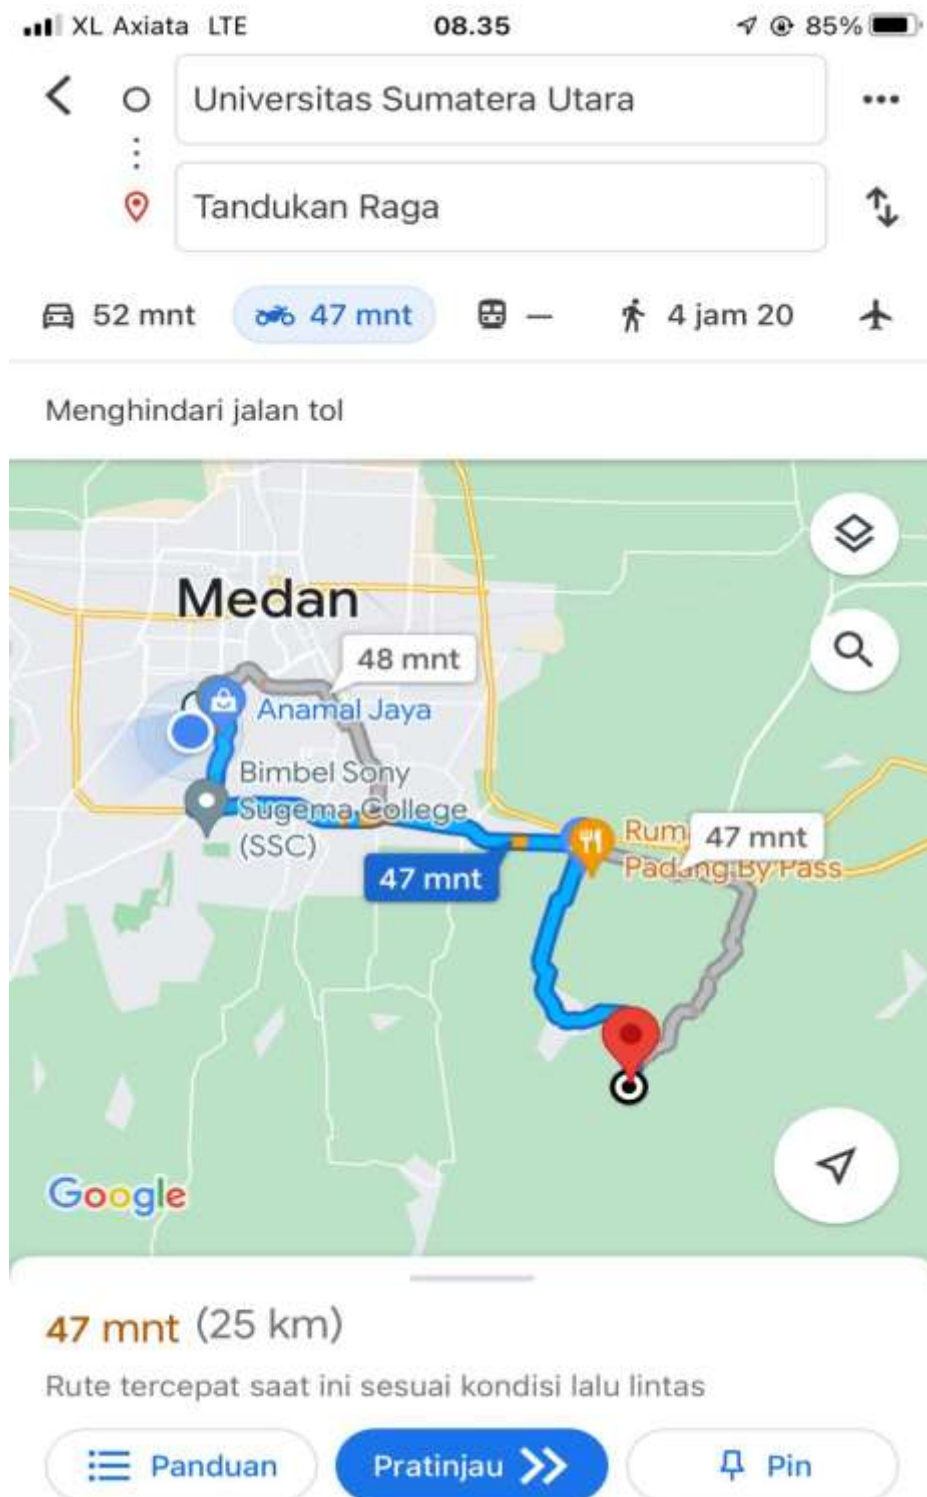 XL Axiata LTE 08.35 85%
Universitas Sumatera Utara
Tandukan Raga
52 mnt 47 mnt — 4 jam 20
Menghindari jalan tol
Medan
48 mnt
Anamal Jaya
Bimbel Sony
Sugema College
(SSC)
Rum 47 mnt
Padang By Pass
47 mnt
Google
47 mnt (25 km)
Rute tercepat saat ini sesuai kondisi lalu lintas
Panduan Pratinjau Pin